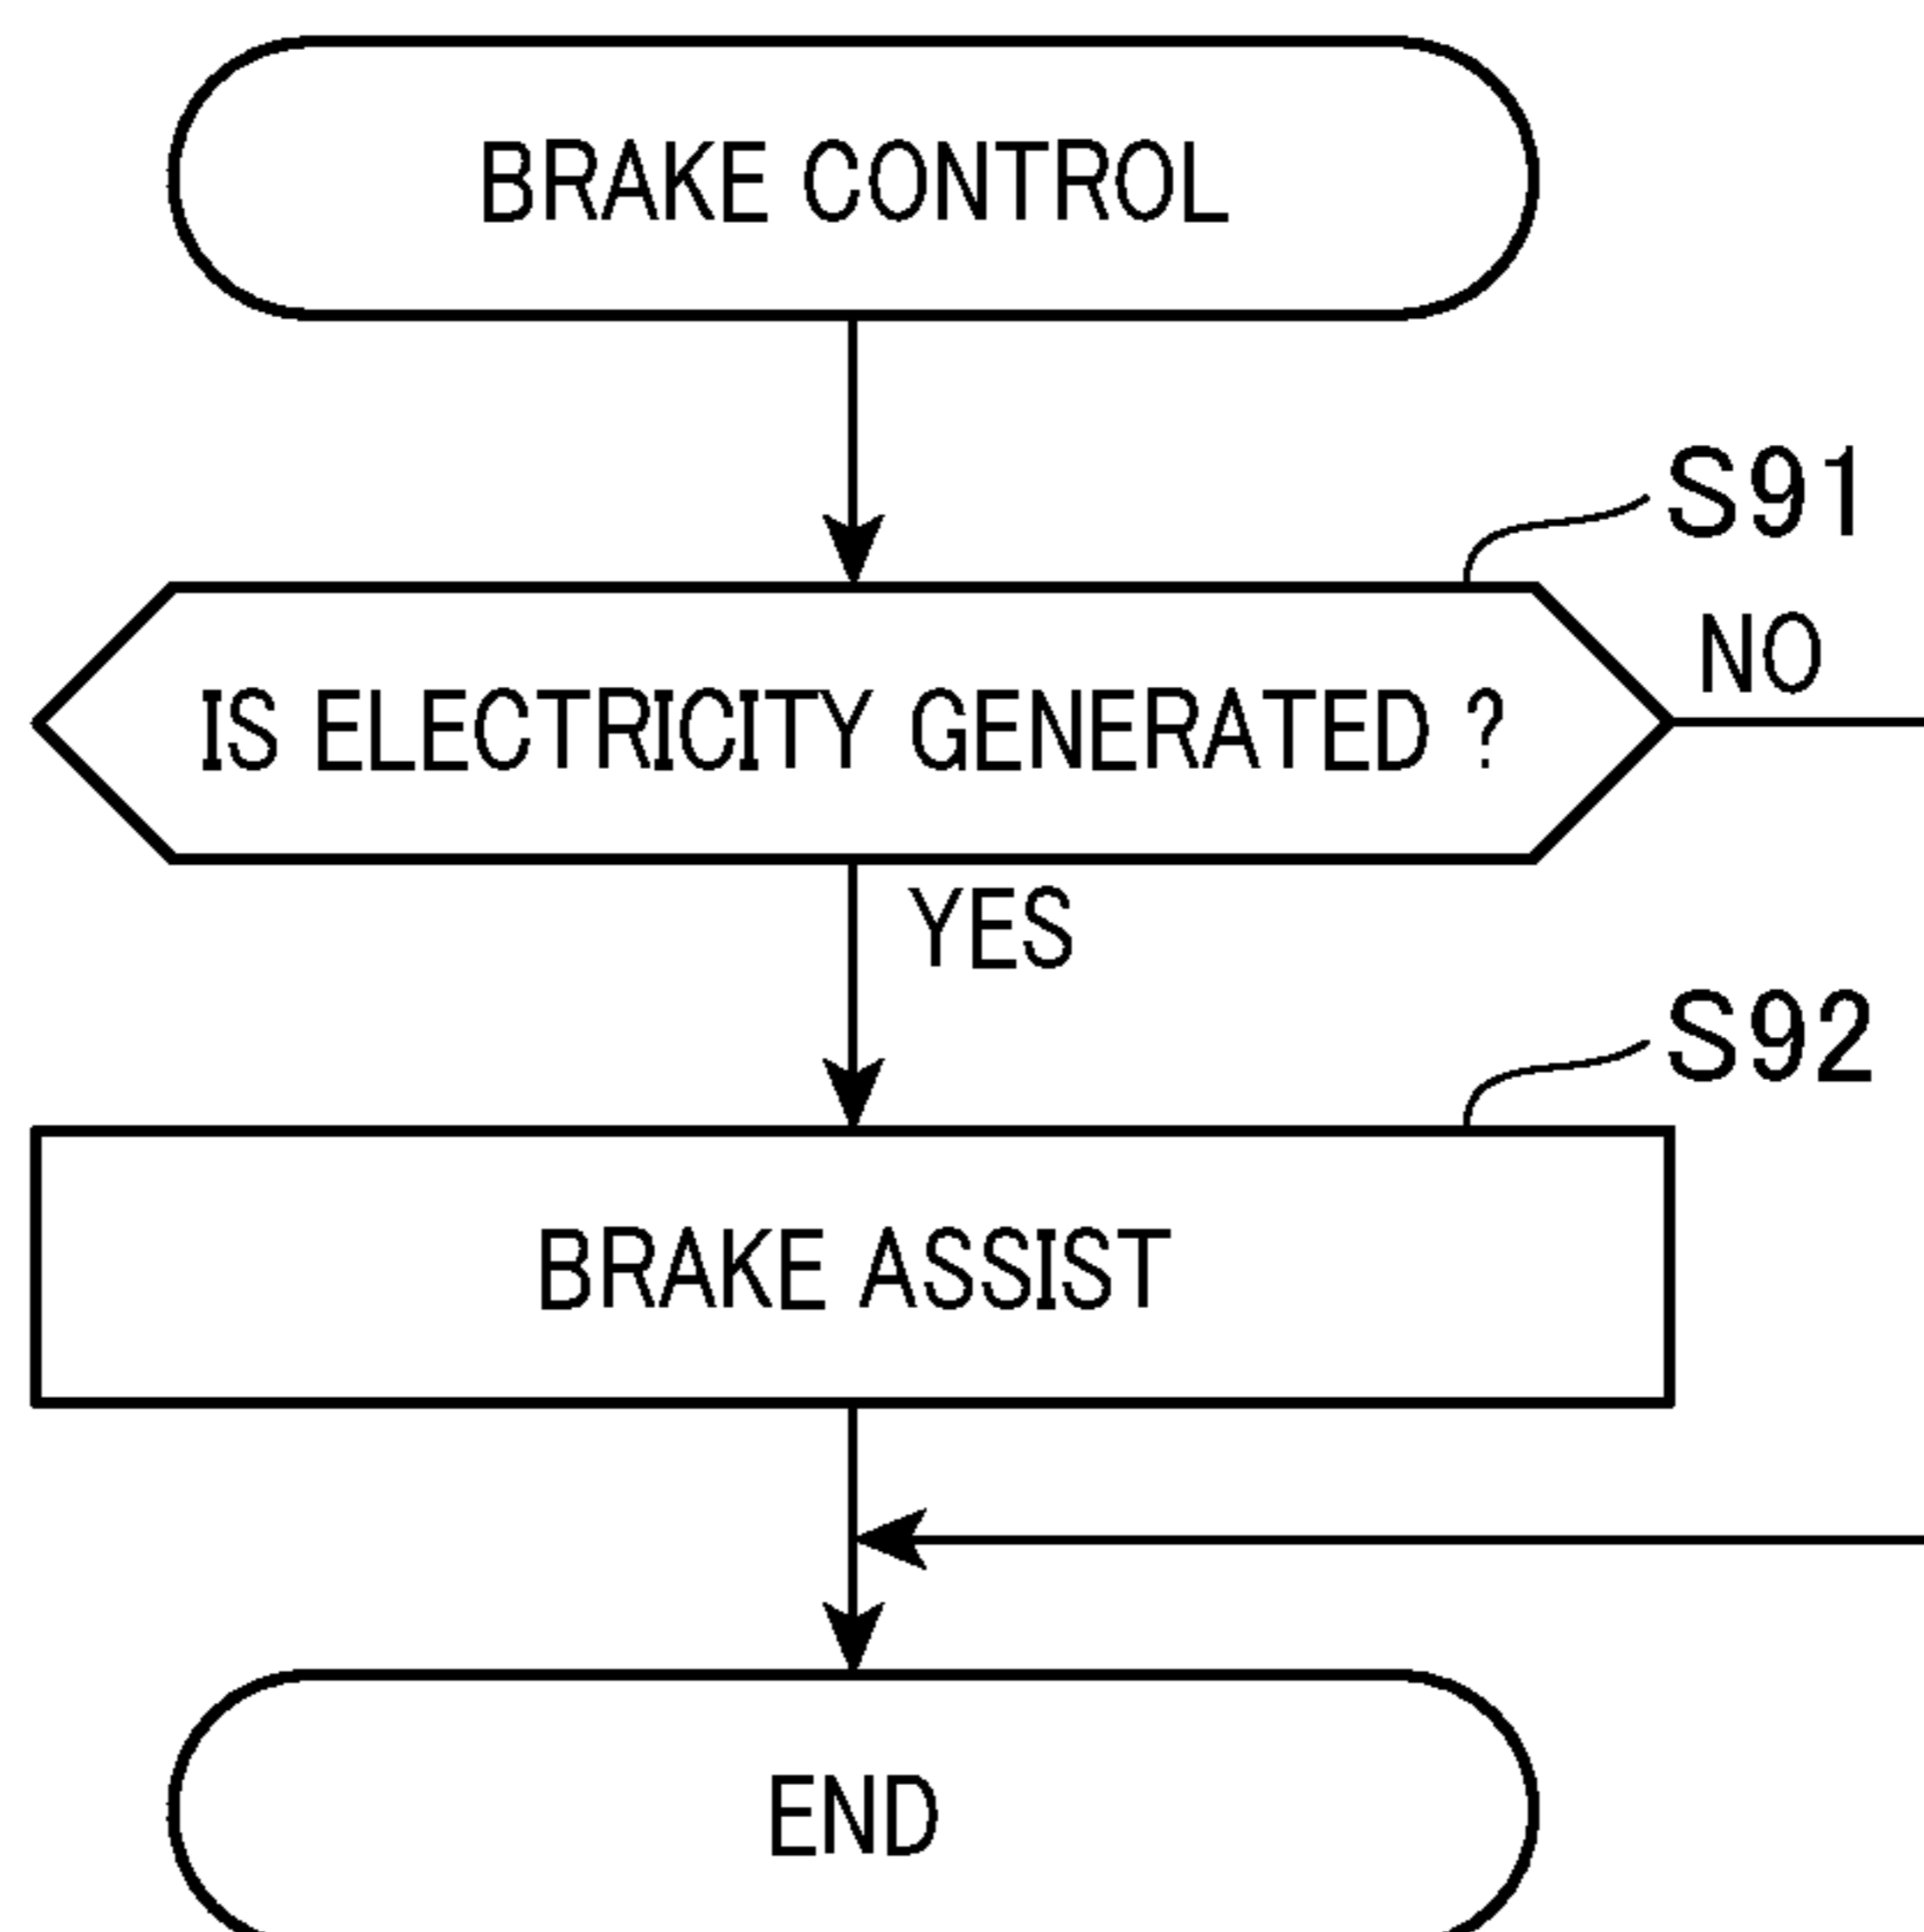 BRAKE CONTROL
S91
IS ELECTRICITY GENERATED ?
NO
YES
S92
BRAKE ASSIST
END